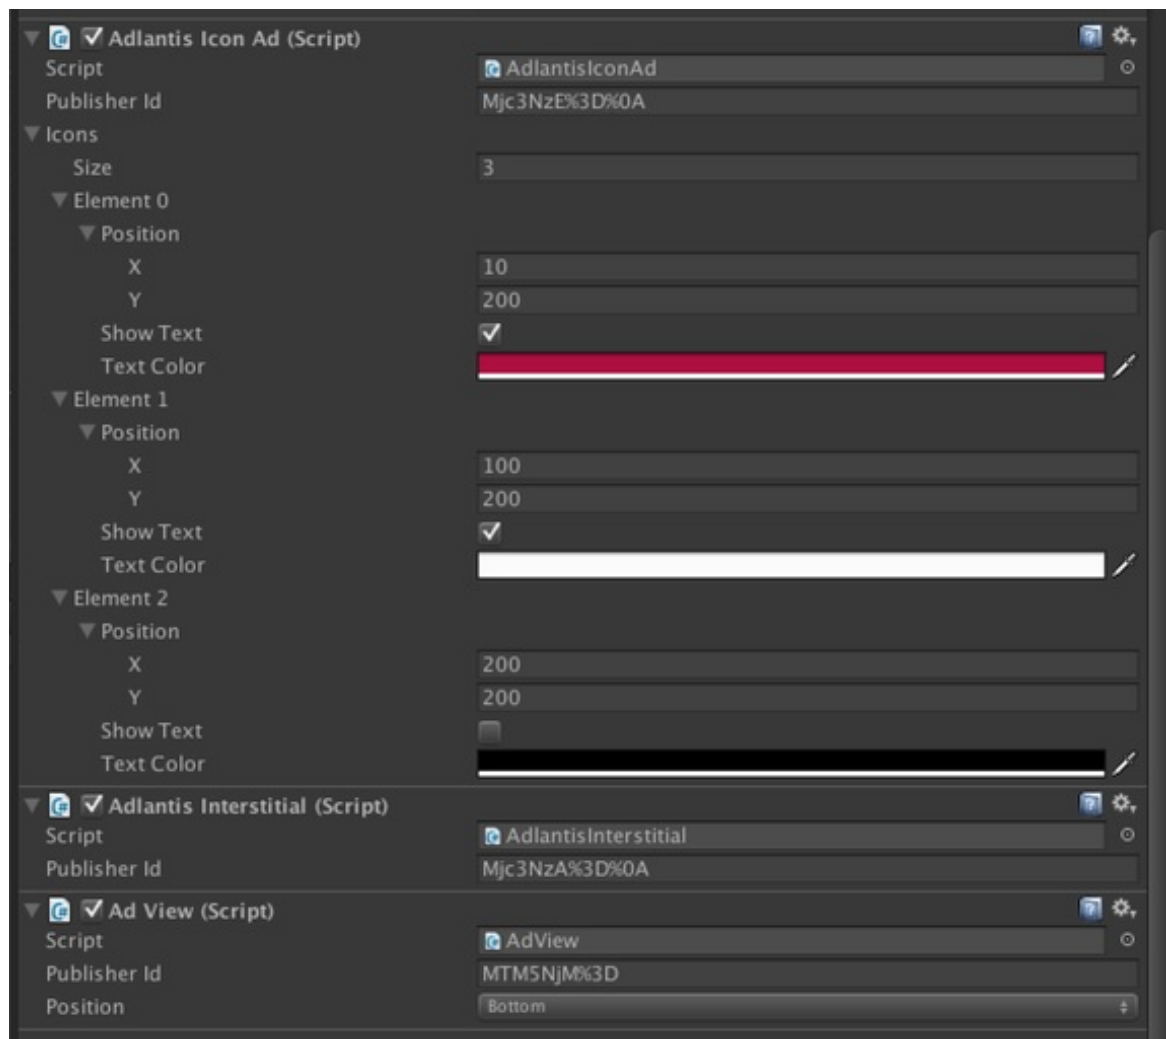 Adlantis Icon Ad (Script)
Script AdlantisIconAd
Publisher Id Mjc3NzE%3D%0A
Icons
Size 3
Element 0
Position
X 10
Y 200
Show Text
Text Color
Element 1
Position
X 100
Y 200
Show Text
Text Color
Element 2
Position
X 200
Y 200
Show Text
Text Color
Adlantis Interstitial (Script)
Script AdlantisInterstitial
Publisher Id Mjc3NzA%3D%0A
Ad View (Script)
Script AdView
Publisher Id MTM5NjM%3D
Position Bottom